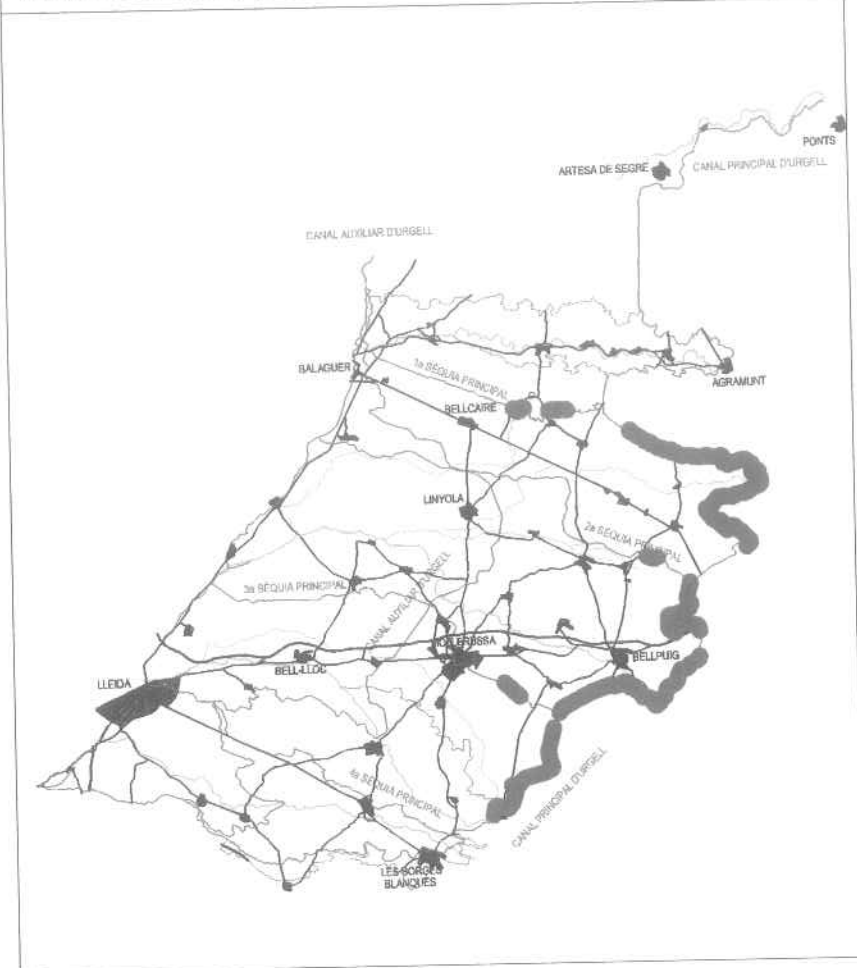 PONTS
ARTESA DE SEGRE
CANAL PRINCIPAL D'URGELL
CANAL AUXILIAR D'URGELL
BALAGUER
1a SÈQUIA PRINCIPAL
AGRAMUNT
BELLCAIRE
LINYOLA
2a SÈQUIA PRINCIPAL
3a SÈQUIA PRINCIPAL
CANAL AUXILIAR D'URGELL
MOLLERUSSA
BELL-LLOC
BELLPUIG
LLEIDA
4a SÈQUIA PRINCIPAL
CANAL PRINCIPAL D'URGELL
LES BORGES
BLANQUES